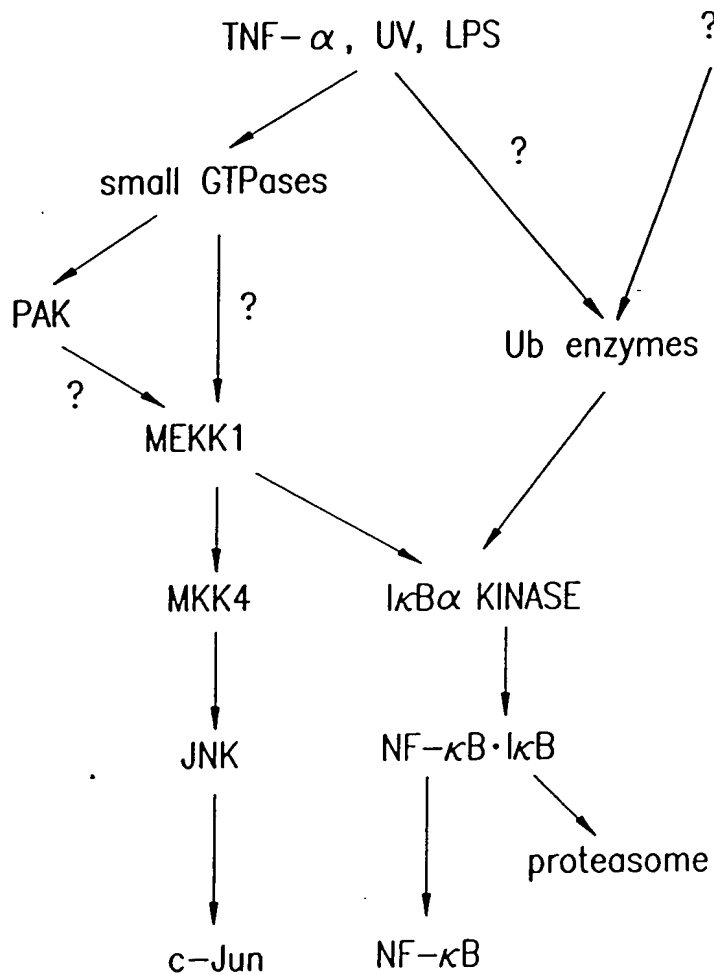 TNF-α, UV, LPS
?
?
small GTPases
PAK
?
Ub enzymes
?
MEKK1
MKK4
IκBα KINASE
JNK
NF-κB·IκB
proteasome
c-Jun
NF-κB